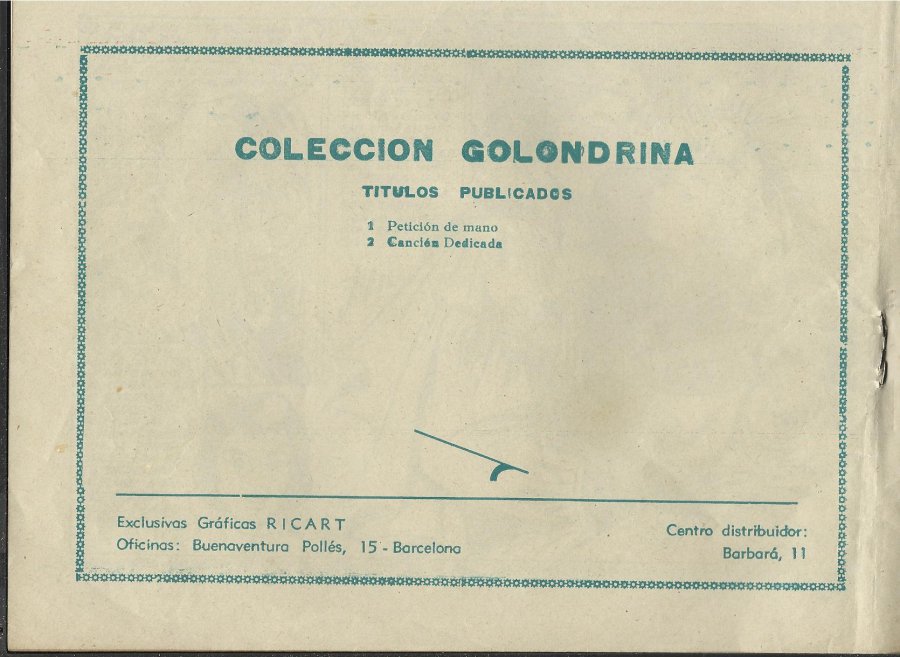 COLECCION GOLONDRINA
TITULOS PUBLICADOS
1 Petición de mano
2 Canción Dedicada
Exclusivas Gráficas RICART
Oficinas: Buenaventura Pollés, 15 - Barcelona
Centro distribuidor:
Barbará, 11